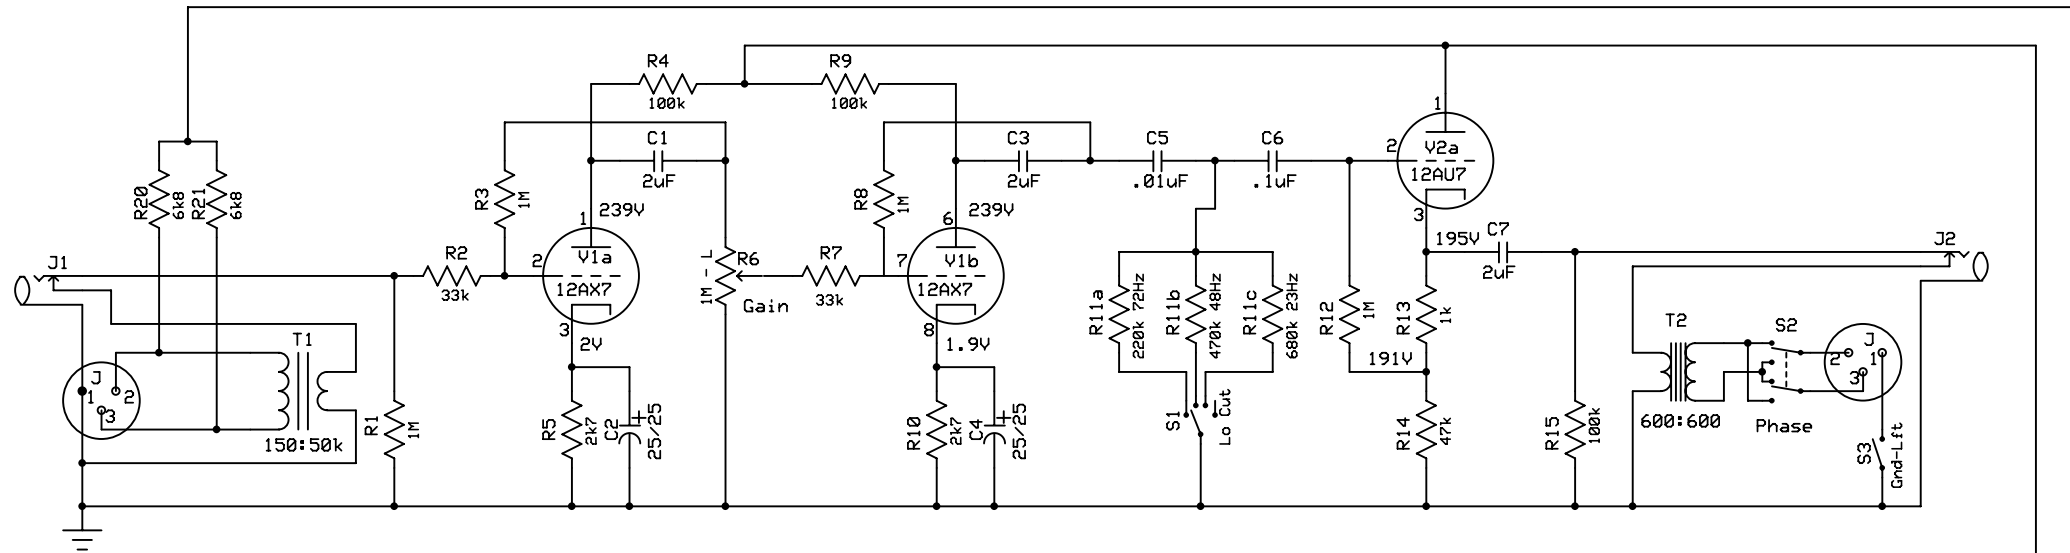 R4
100k
R9
100k
C1
2uF
C3
2uF
C5
.01uF
C6
.1uF
1
2
V2a
12AU7
3
R20
6k8
R21
6k8
R3
1M
R8
1M
239V
1
239V
6
195V
C7
2uF
J1
R2
33k
2
V1a
12AX7
3
2V
R6
1M - L
Gain
R7
33k
7
V1b
12AX7
8
1.9V
R11a
220k 72Hz
R11b
470k 48Hz
R11c
680k 23Hz
R12
1M
R13
1k
191V
J2
T1
150:50k
J
1
2
3
R1
1M
R5
2k7
C2
25/25
+
R10
2k7
C4
25/25
+
S1
Lo Cut
R14
47k
R15
100k
T2
600:600
S2
Phase
J
2
1
3
S3
Gnd-Lft